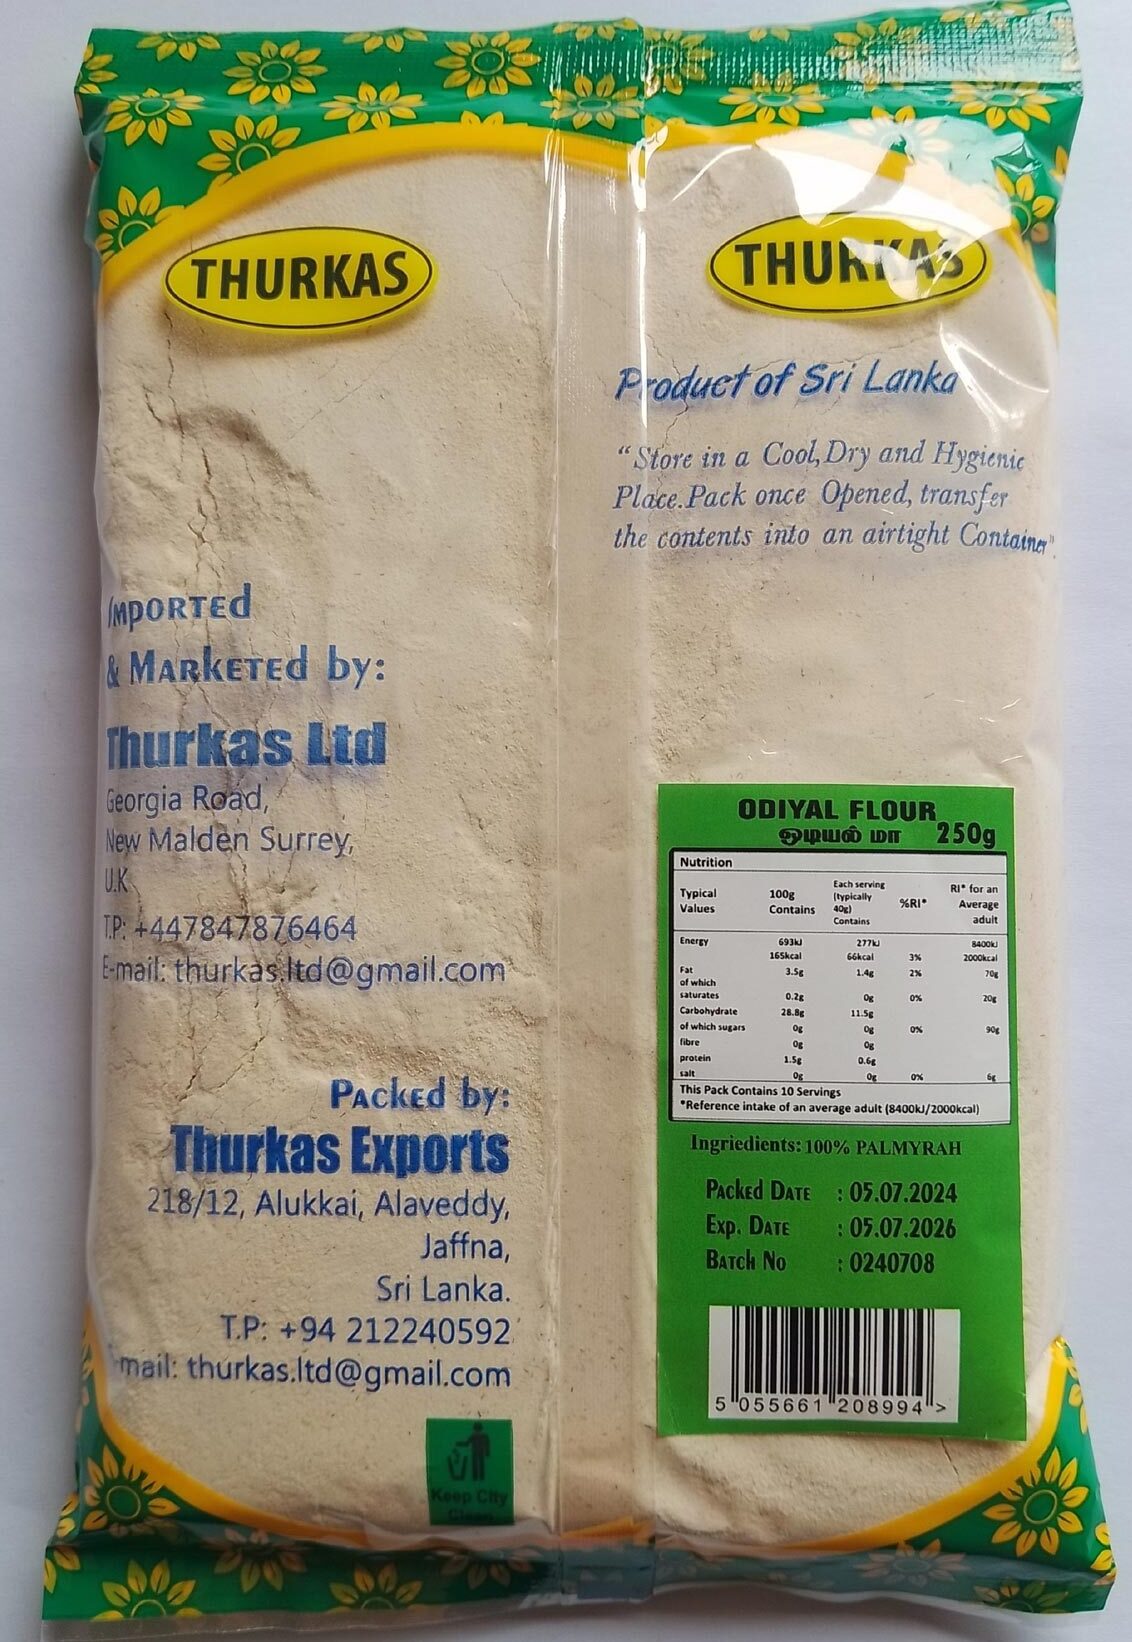 THURKAS
THURKAS
Product of Sri Lanka
“Store in a Cool, Dry and Hygienic
Place.Pack once Opened, transfer
the contents into an airtight Container”.
Imported
& Marketed by:
Thurkas Ltd
Georgia Road,
New Malden Surrey,
U.K
T.P: +447847876464
E-mail: thurkas.ltd@gmail.com
Packed by:
Thurkas Exports
218/12, Alukkai, Alaveddy,
Jaffna,
Sri Lanka.
T.P: +94 212240592
E-mail: thurkas.ltd@gmail.com
Keep City
Clean
ODIYAL FLOUR
ஒடியல் மா 250g
Nutrition
Typical Values 100g Contains Each serving (typically 40g) Contains %RI* RI* for an Average adult
Energy 693kJ 277kJ 8400kJ
165kcal 66kcal 3% 2000kcal
Fat 3.5g 1.4g 2% 70g
of which
saturates 0.2g 0g 0% 20g
Carbohydrate 28.8g 11.5g
of which sugars 0g 0g 0% 90g
fibre 0g 0g
protein 1.5g 0.6g
salt 0g 0g 0% 6g
This Pack Contains 10 Servings
*Reference intake of an average adult (8400kJ/2000kcal)
Ingriedients: 100% PALMYRAH
Packed Date : 05.07.2024
Exp. Date : 05.07.2026
Batch No : 0240708
5 055661 208994 >